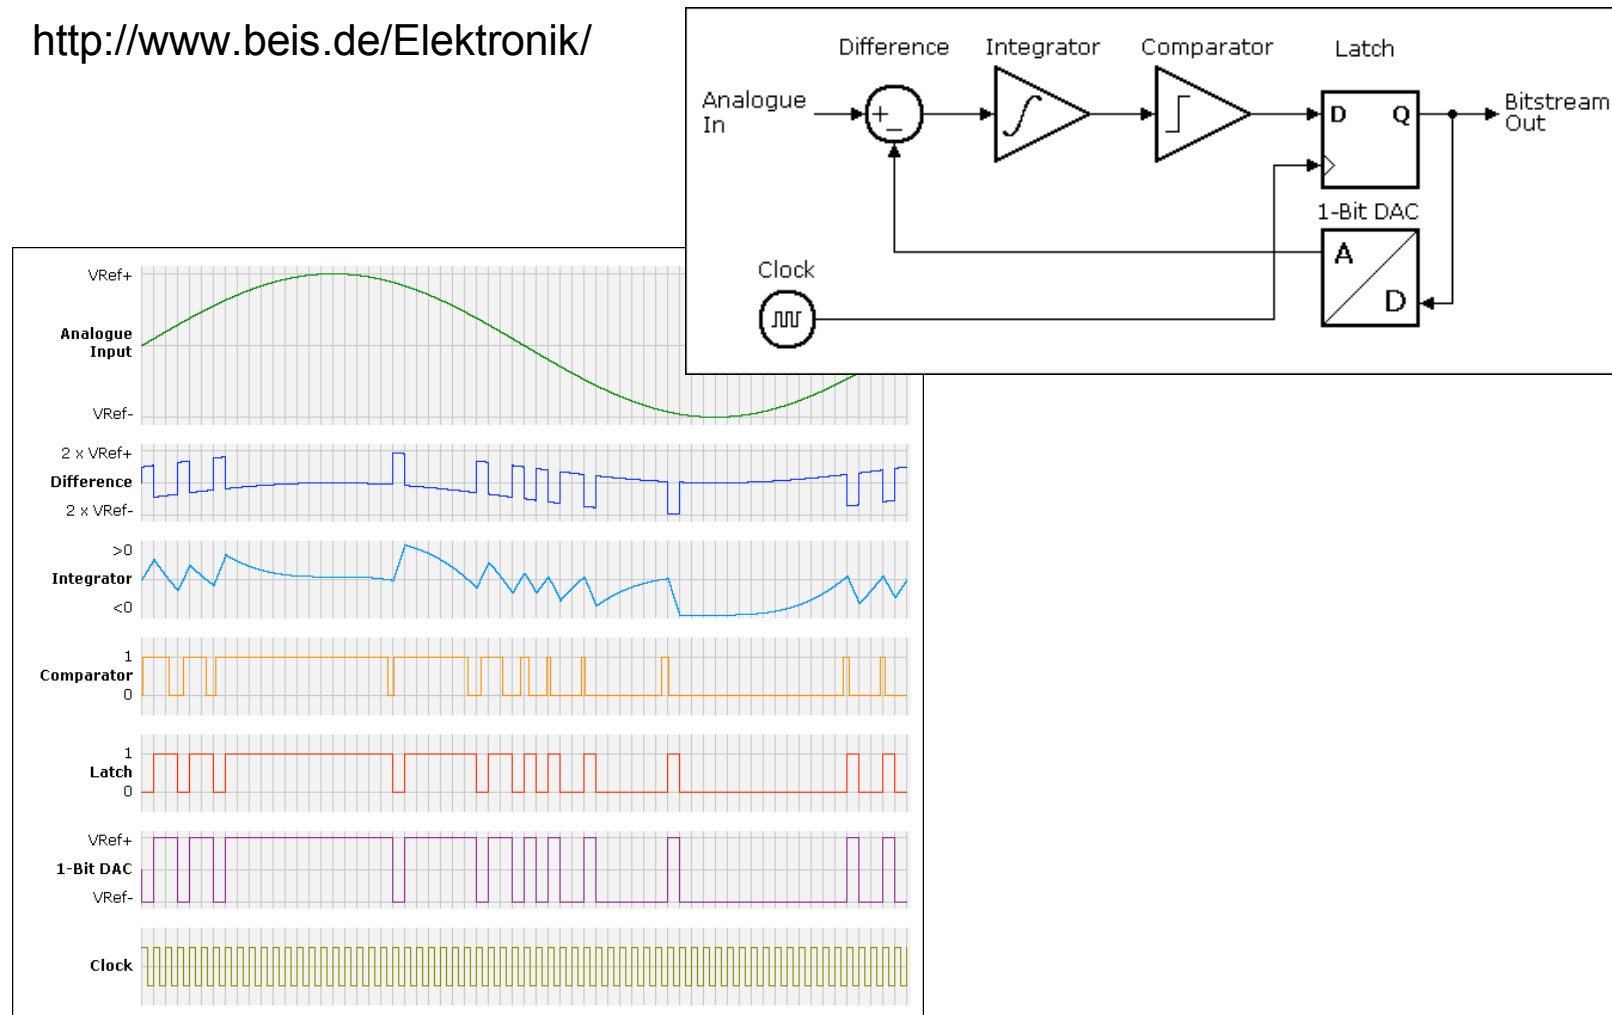 http://www.beis.de/Elektronik/
Difference Integrator Comparator Latch
Analogue
In
+
_
D Q
Bitstream
Out
1-Bit DAC
A
D
Clock
VRef+
Analogue
Input
VRef-
2 x VRef+
Difference
2 x VRef-
>0
Integrator
<0
1
Comparator
0
1
Latch
0
VRef+
1-Bit DAC
VRef-
Clock